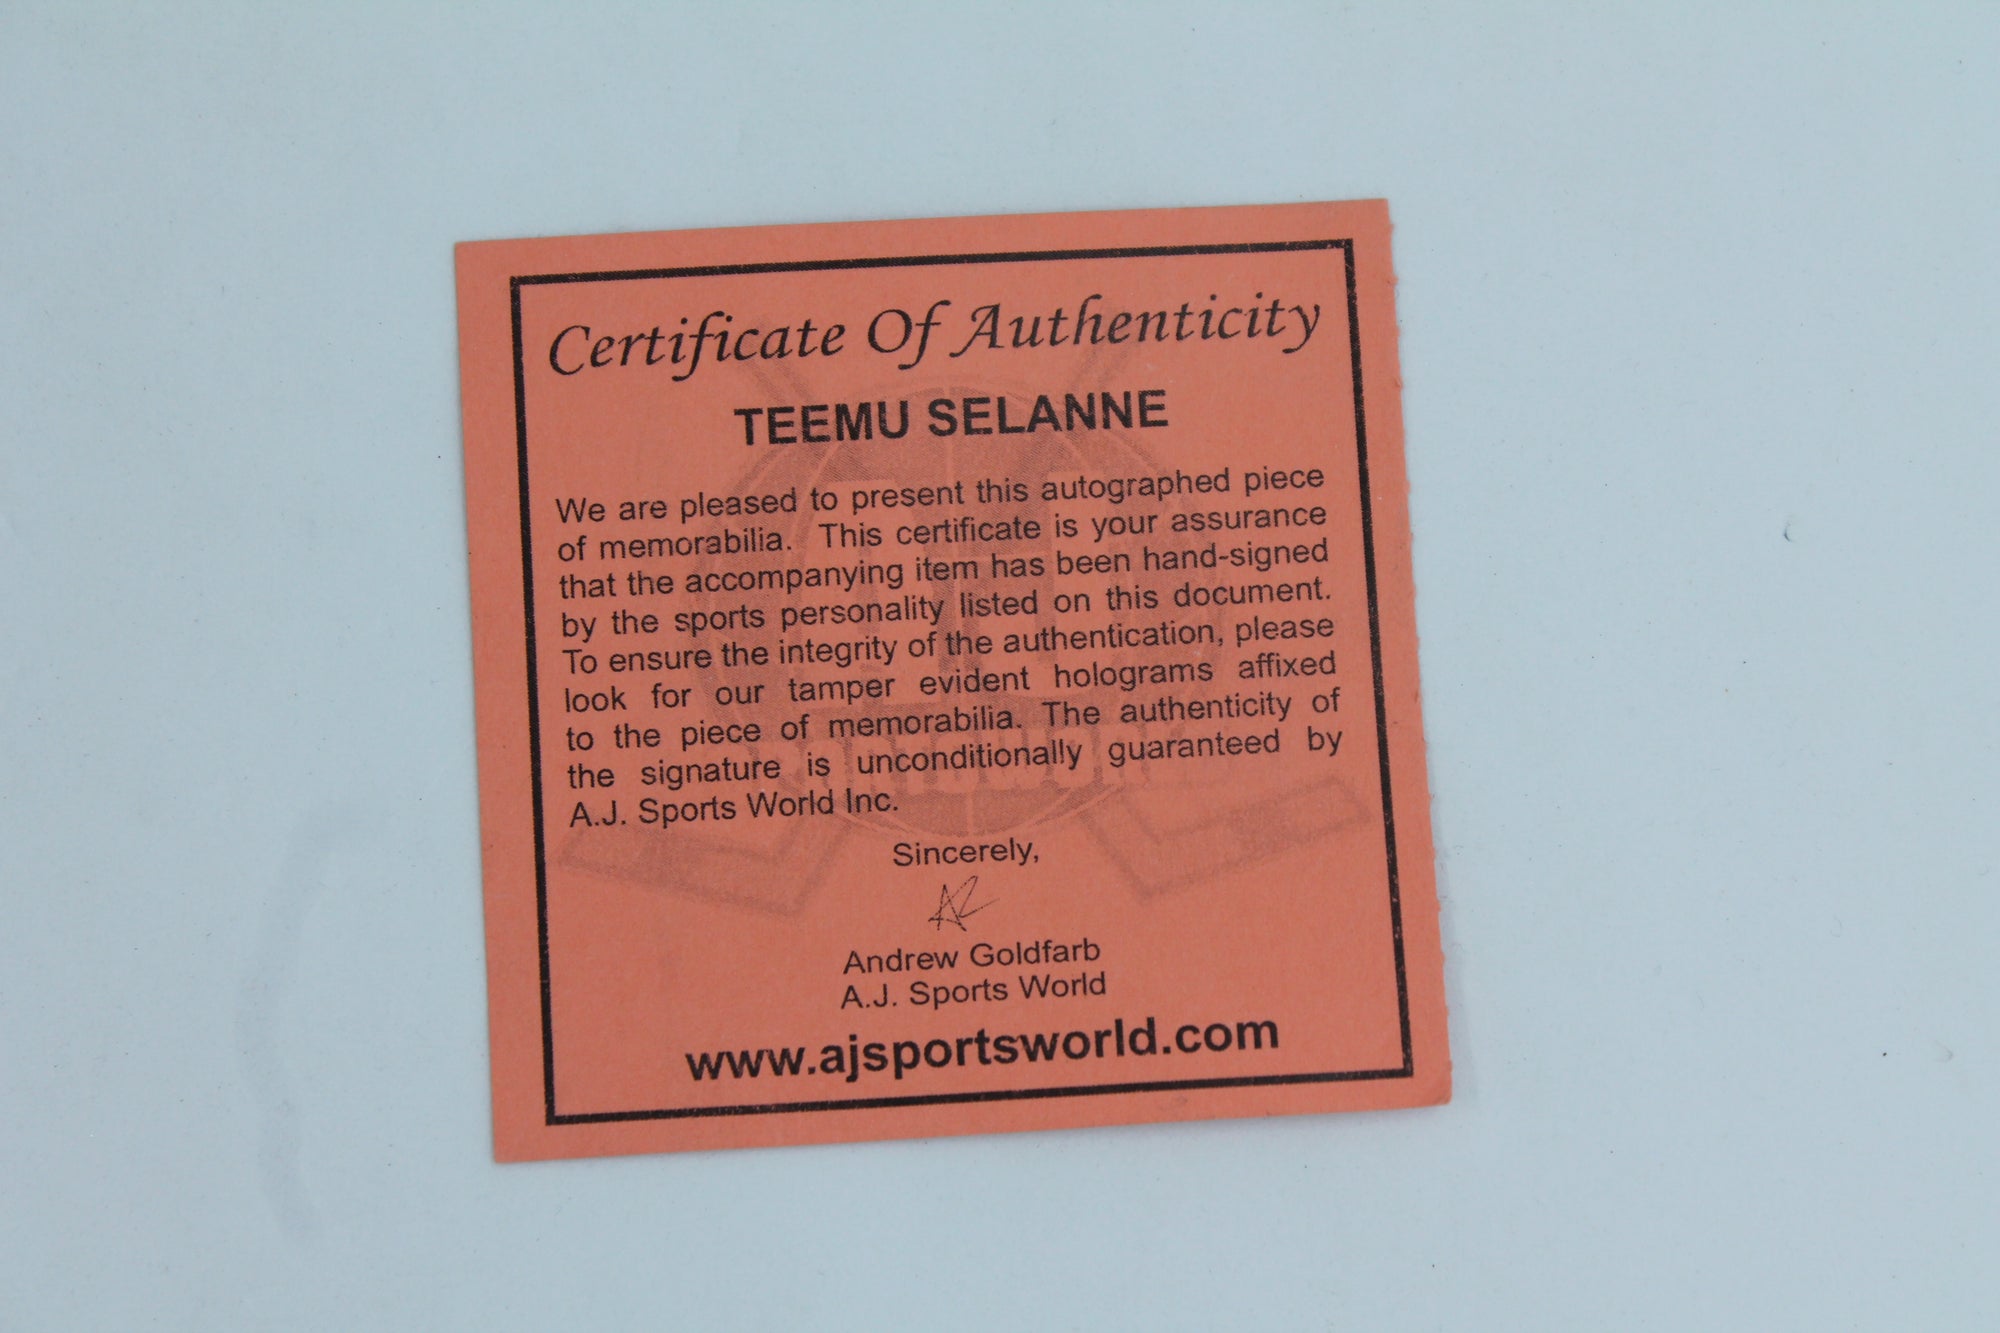 Certificate Of Authenticity
TEEMU SELANNE
We are pleased to present this autographed piece
of memorabilia. This certificate is your assurance
that the accompanying item has been hand-signed
by the sports personality listed on this document.
To ensure the integrity of the authentication, please
look for our tamper evident holograms affixed
to the piece of memorabilia. The authenticity of
the signature is unconditionally guaranteed by
A.J. Sports World Inc.
Sincerely,
Andrew Goldfarb
A.J. Sports World
www.ajsportsworld.com